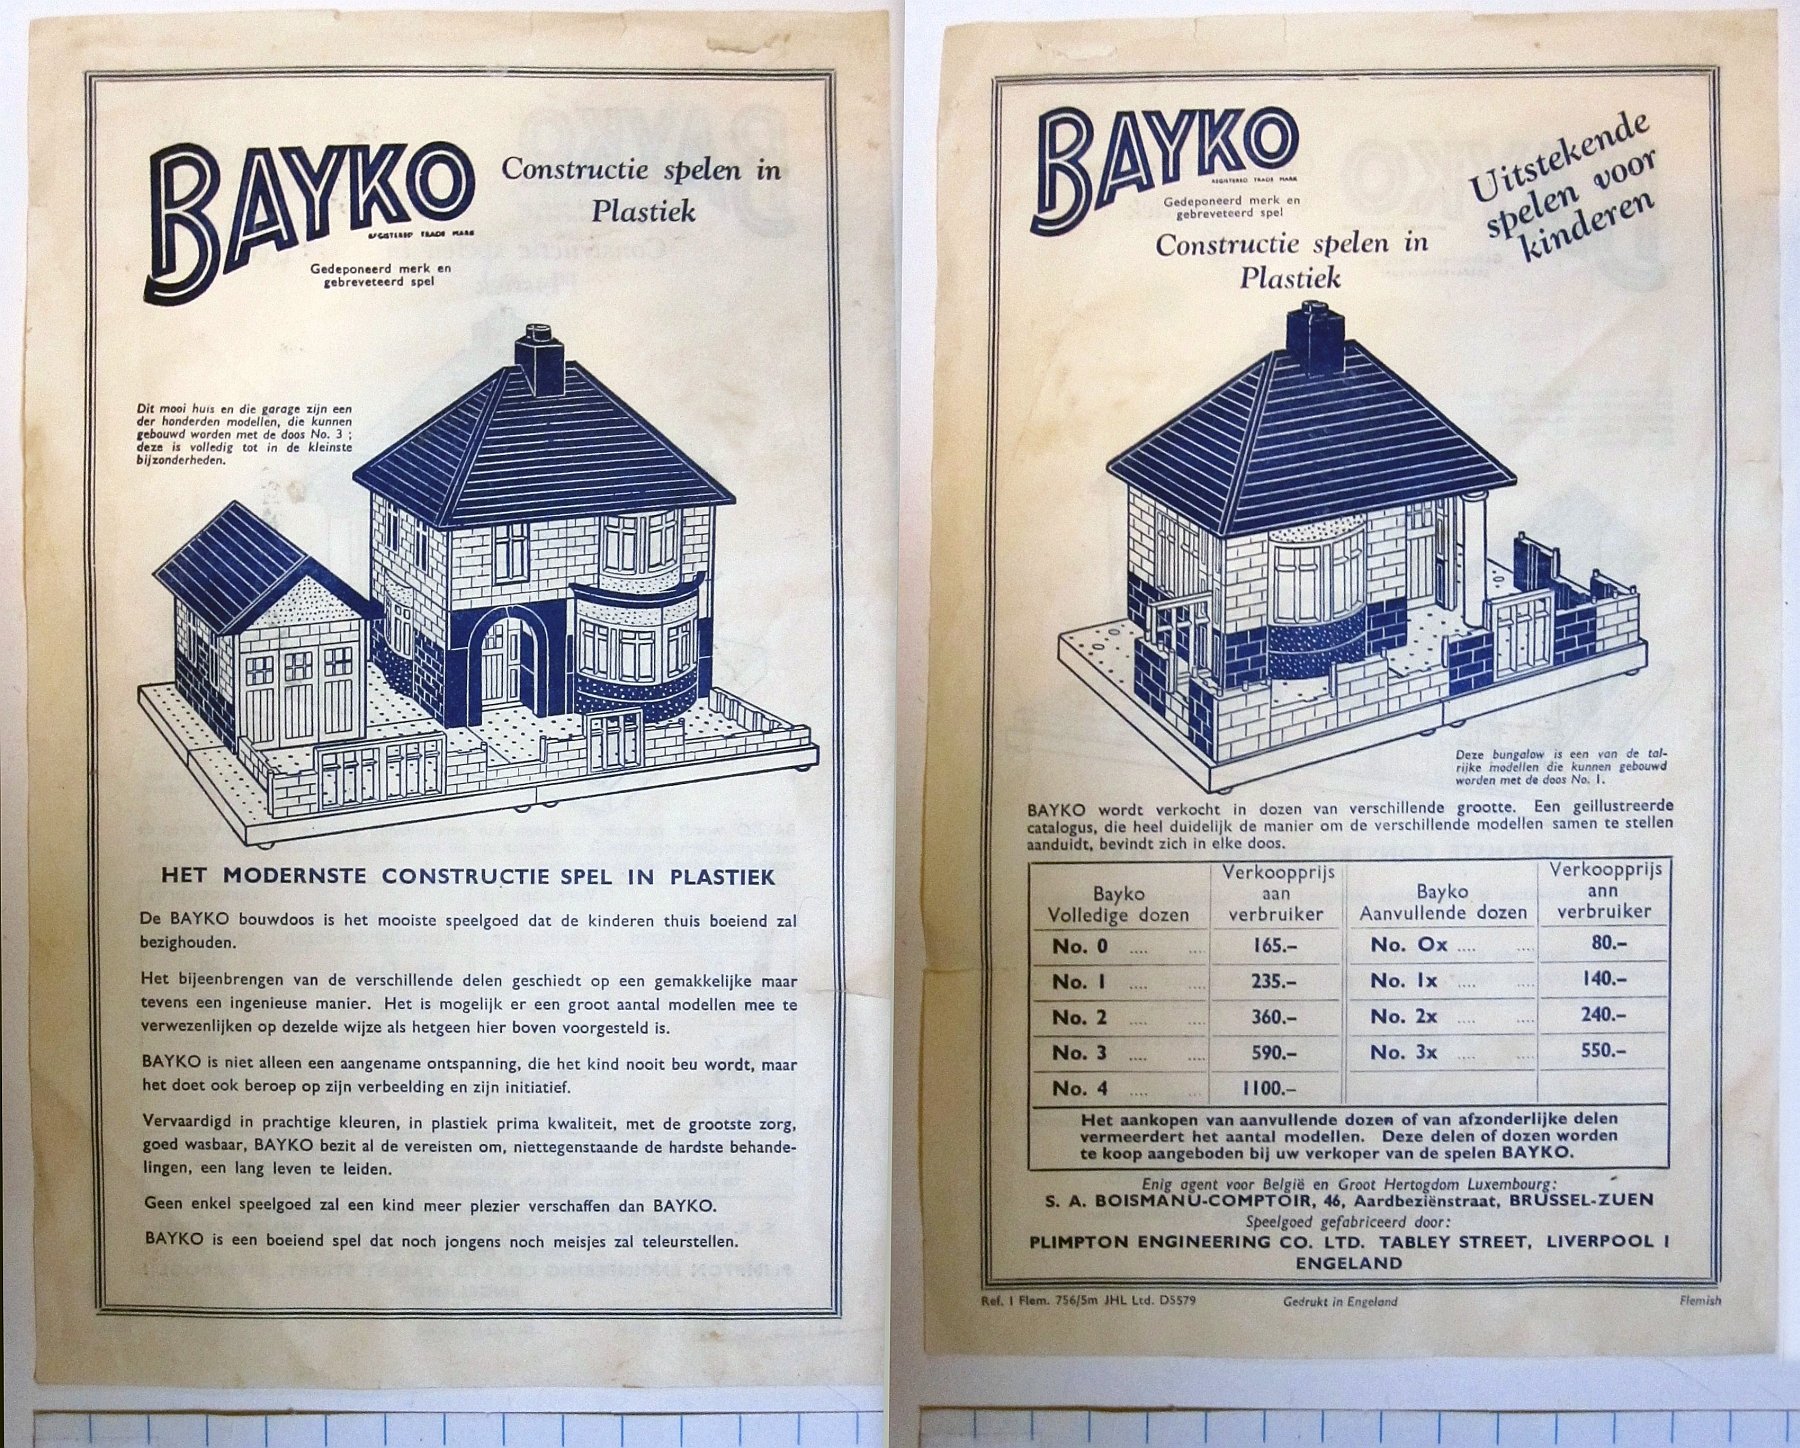 BAYKO
REGISTERED TRADE MARK
Gedeponeerd merk en
gebreveteerd spel
Constructie spelen in
Plastiek
Dit mooi huis en die garage zijn een
der honderden modellen, die kunnen
gebouwd worden met de doos No. 3 ;
deze is volledig tot in de kleinste
bijzonderheden.
HET MODERNSTE CONSTRUCTIE SPEL IN PLASTIEK
De BAYKO bouwdoos is het mooiste speelgoed dat de kinderen thuis boeiend zal
bezighouden.
Het bijeenbrengen van de verschillende delen geschiedt op een gemakkelijke maar
tevens een ingenieuse manier. Het is mogelijk er een groot aantal modellen mee te
verwezenlijken op dezelde wijze als hetgeen hier boven voorgesteld is.
BAYKO is niet alleen een aangename ontspanning, die het kind nooit beu wordt, maar
het doet ook beroep op zijn verbeelding en zijn initiatief.
Vervaardigd in prachtige kleuren, in plastiek prima kwaliteit, met de grootste zorg,
goed wasbaar, BAYKO bezit al de vereisten om, niettegenstaande de hardste behande-
lingen, een lang leven te leiden.
Geen enkel speelgoed zal een kind meer plezier verschaffen dan BAYKO.
BAYKO is een boeiend spel dat noch jongens noch meisjes zal teleurstellen.
BAYKO
REGISTERED TRADE MARK
Gedeponeerd merk en
gebreveteerd spel
Constructie spelen in
Plastiek
Uitstekende
spelen voor
kinderen
Deze bungalow is een van de tal-
rijke modellen die kunnen gebouwd
worden met de doos No. 1.
BAYKO wordt verkocht in dozen van verschillende grootte. Een geillustreerde
catalogus, die heel duidelijk de manier om de verschillende modellen samen te stellen
aanduidt, bevindt zich in elke doos.
Bayko
Volledige dozen
Verkoopprijs
aan
verbruiker
Bayko
Aanvullende dozen
Verkoopprijs
ann
verbruiker
No. 0 .... .... 165.– No. Ox .... .... 80.–
No. 1 .... .... 235.– No. 1x .... .... 140.–
No. 2 .... .... 360.– No. 2x .... .... 240.–
No. 3 .... .... 590.– No. 3x .... .... 550.–
No. 4 .... .... 1100.–
Het aankopen van aanvullende dozen of van afzonderlijke delen
vermeerdert het aantal modellen. Deze delen of dozen worden
te koop aangeboden bij uw verkoper van de spelen BAYKO.
Enig agent voor België en Groot Hertogdom Luxembourg:
S. A. BOISMANU-COMPTOIR, 46, Aardbeziënstraat, BRUSSEL-ZUEN
Speelgoed gefabriceerd door:
PLIMPTON ENGINEERING CO. LTD. TABLEY STREET, LIVERPOOL 1
ENGELAND
Ref. 1 Flem. 756/5m JHL Ltd. D5579 Gedrukt in Engeland Flemish